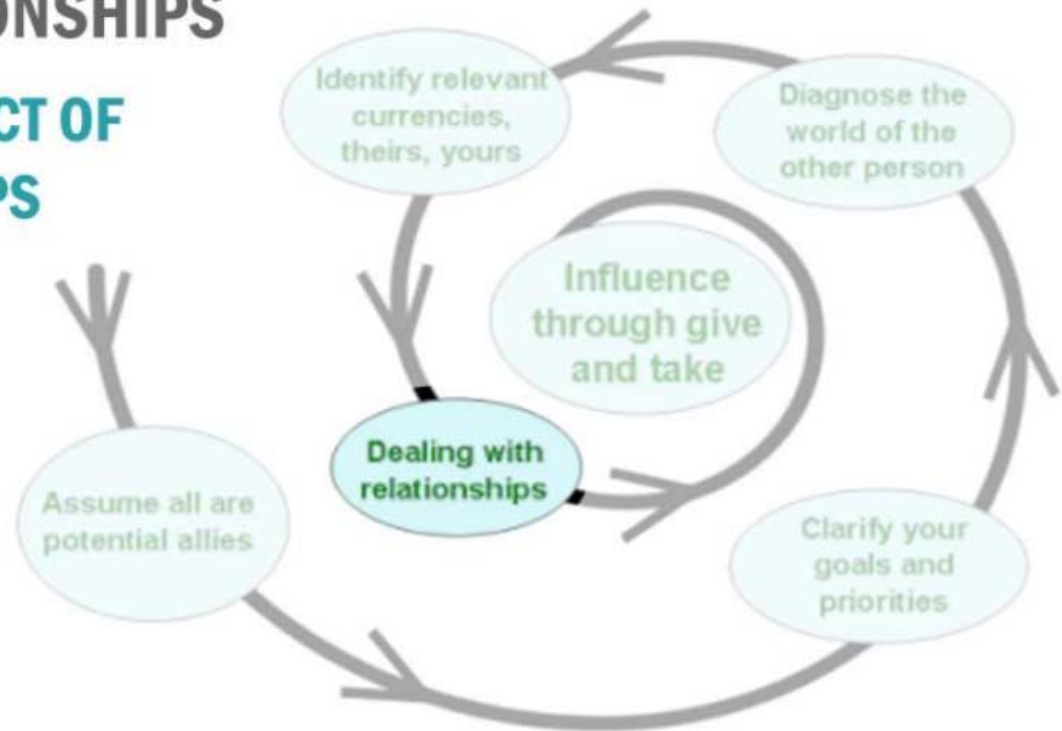 ONSHIPS
CT OF
PS
Identify relevant
currencies,
theirs, yours
Diagnose the
world of the
other person
Influence
through give
and take
Dealing with
relationships
Assume all are
potential allies
Clarify your
goals and
priorities